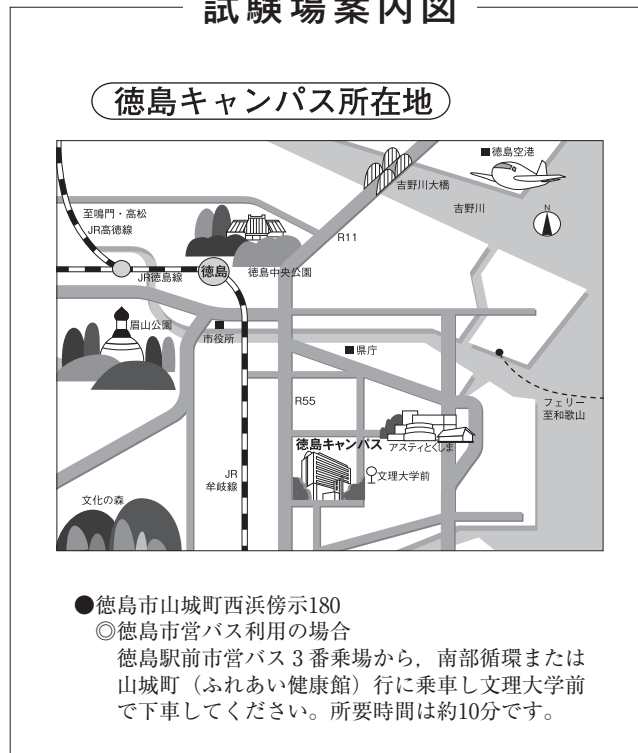 試験場案内図
徳島キャンパス所在地
徳島空港
吉野川大橋
吉野川
N
至鳴門・高松
JR高徳線
R11
徳島
JR徳島線
徳島中央公園
眉山公園
市役所
県庁
フェリー
至和歌山
R55
徳島キャンパス
アスティとくしま
文理大学前
JR
牟岐線
文化の森
●徳島市山城町西浜傍示180
◎徳島市営バス利用の場合
徳島駅前市営バス3番乗場から，南部循環または
山城町（ふれあい健康館）行に乗車し文理大学前
で下車してください。所要時間は約10分です。